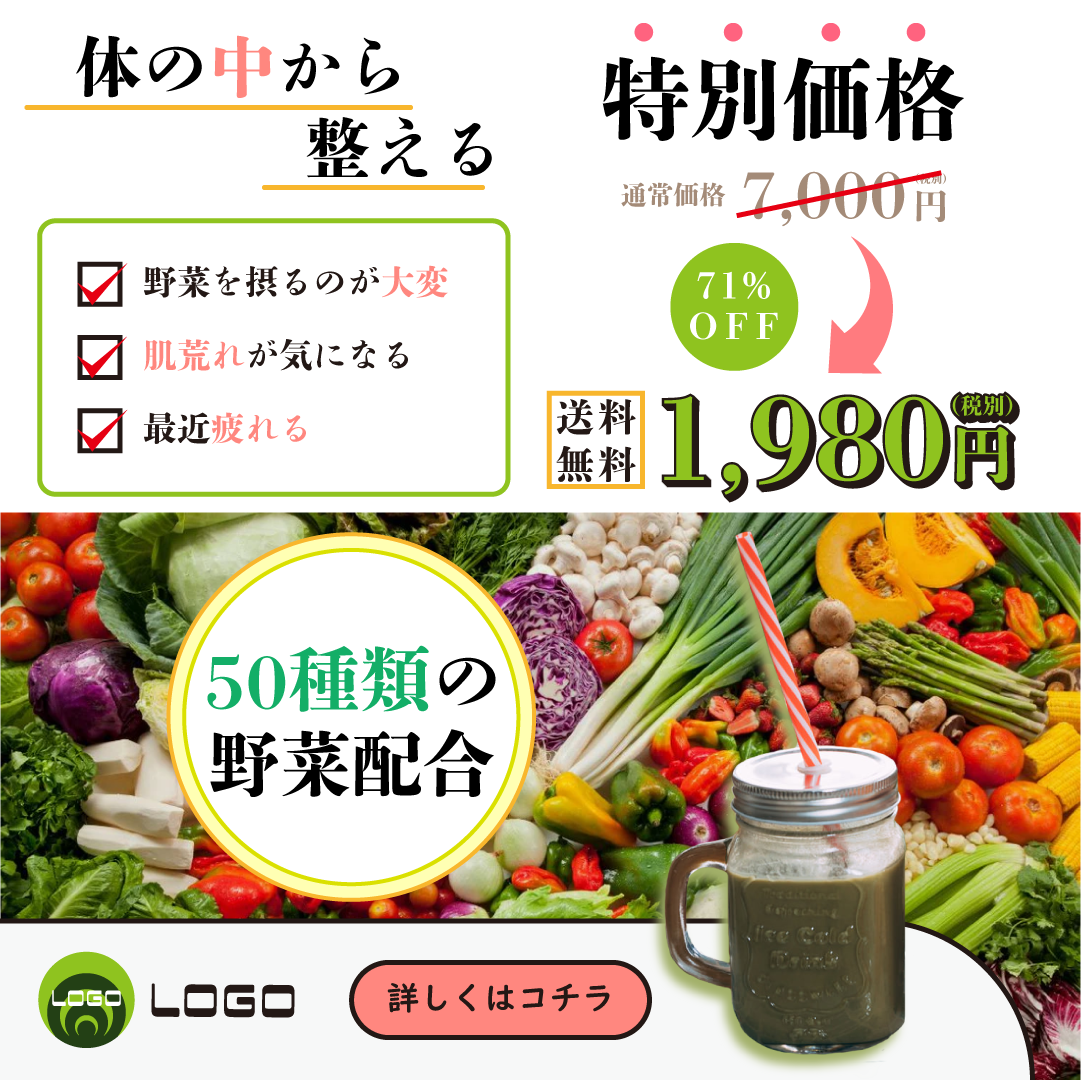 体の中から
整える
野菜を摂るのが大変
肌荒れが気になる
最近疲れる
特別価格
通常価格 7,000円(税別)
71%
OFF
送料
無料
1,980円(税別)
50種類の
野菜配合
Ice Cold
Drink
LOGO
LOGO
詳しくはコチラ